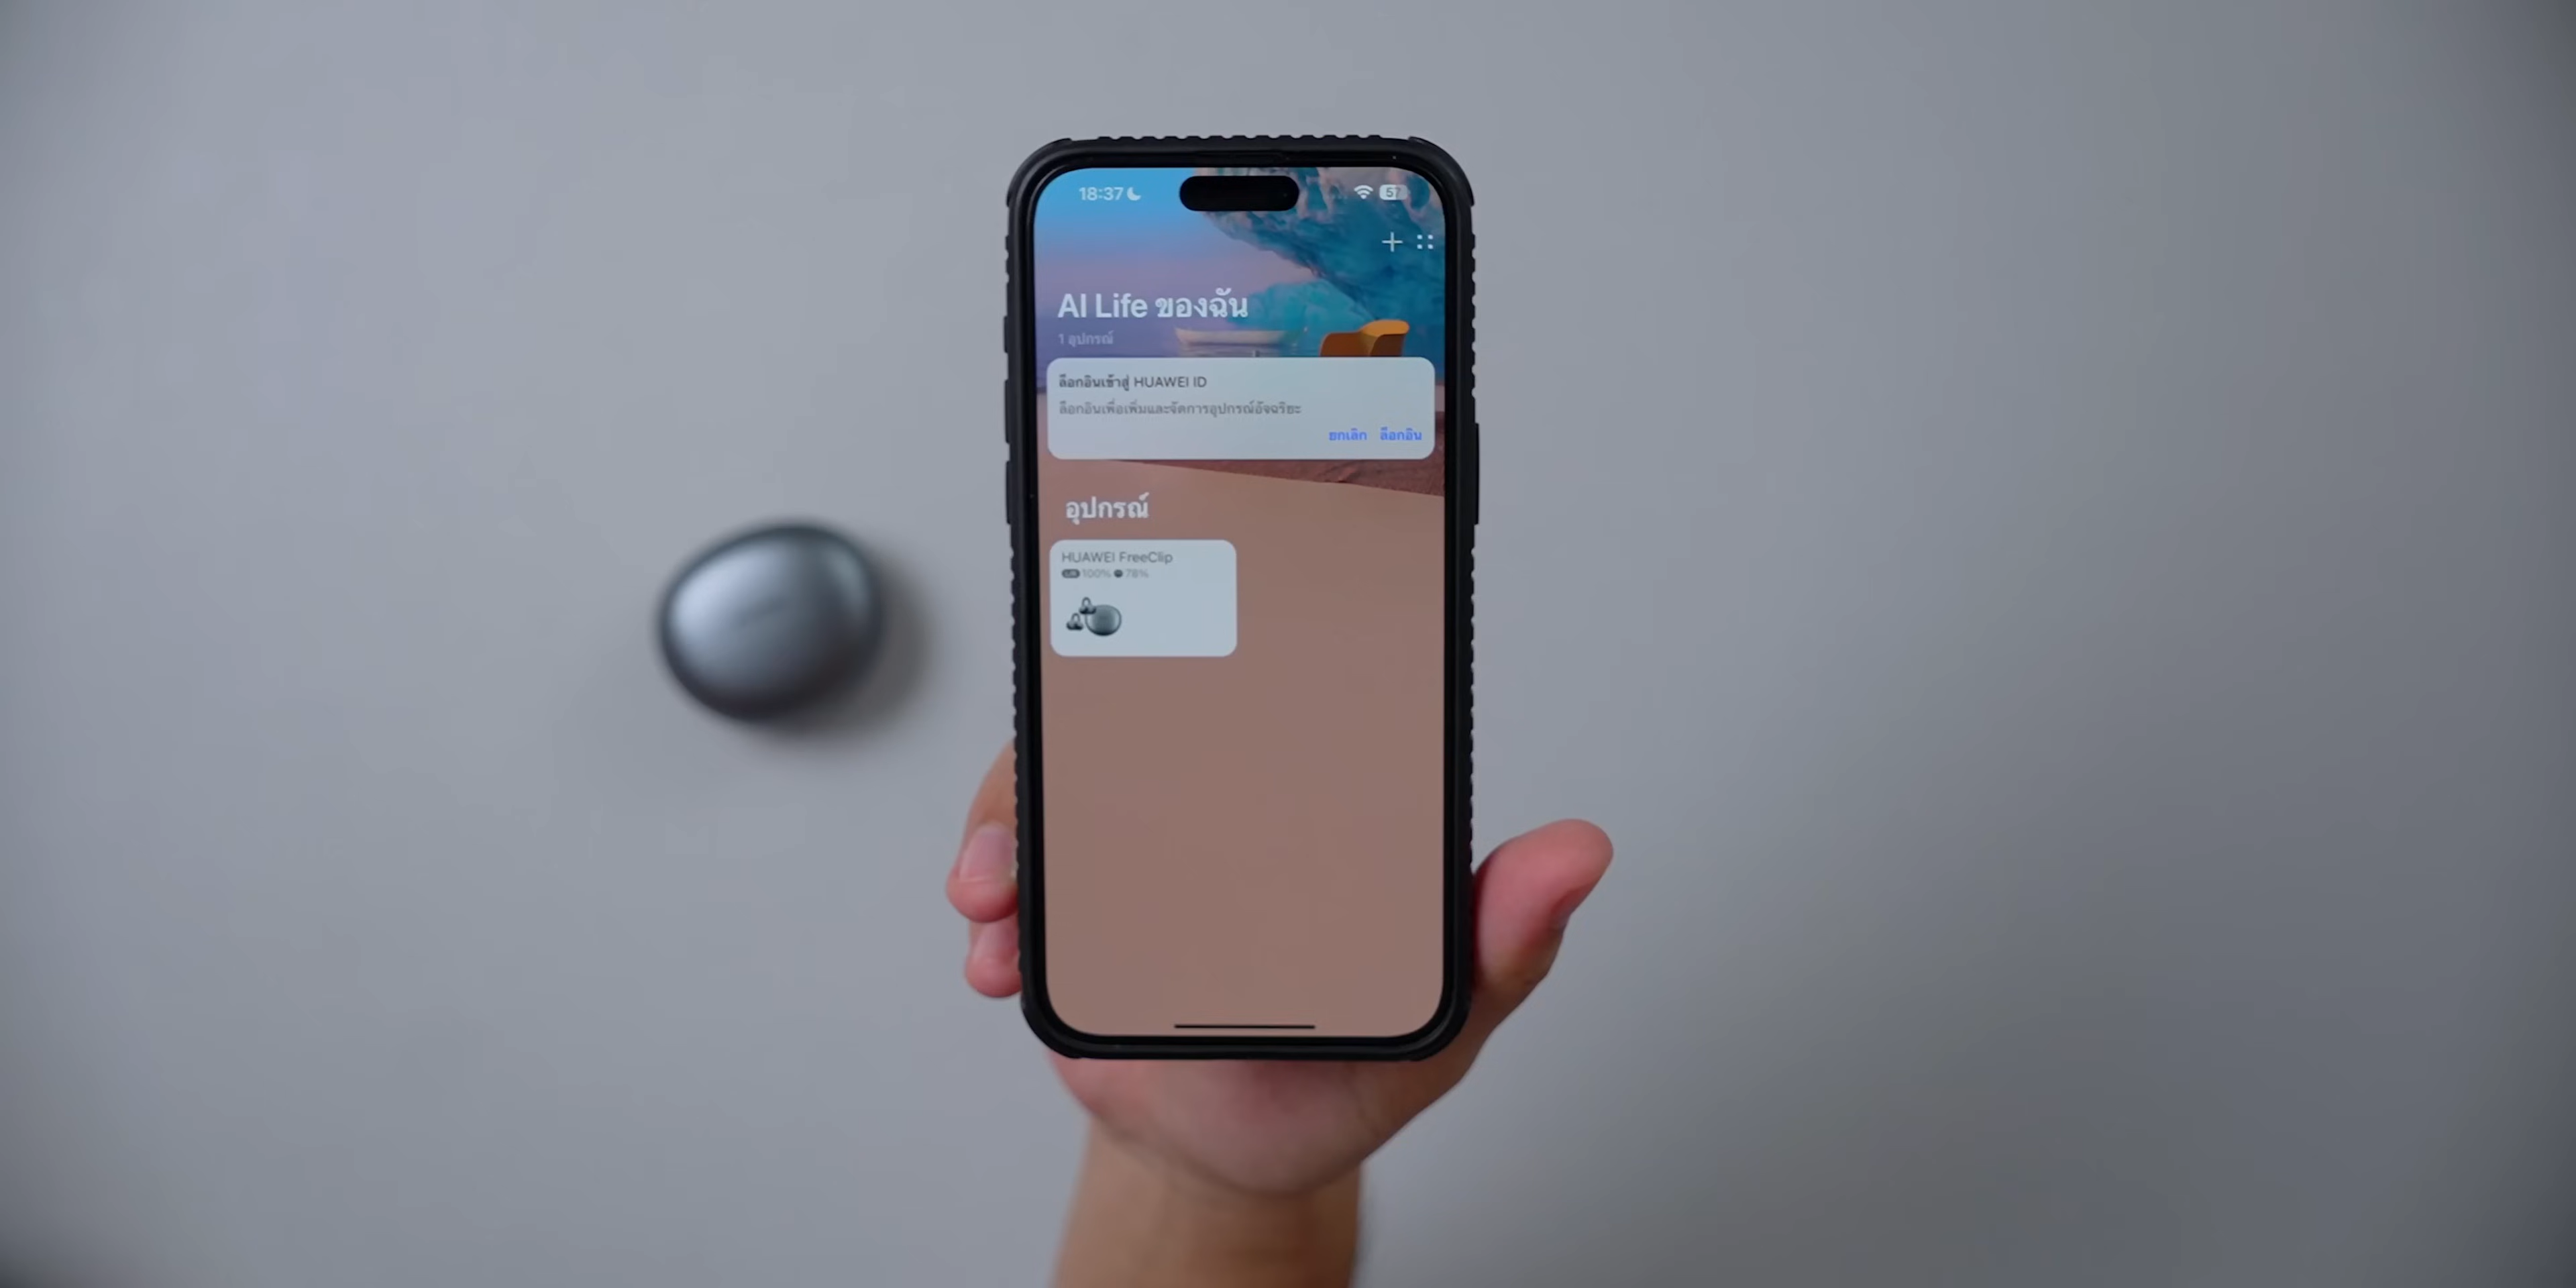 18:37
57
AI Life ของฉัน
1 อุปกรณ์
ล็อกอินเข้าสู่ HUAWEI ID
ล็อกอินเพื่อเพิ่มและจัดการอุปกรณ์อัจฉริยะ
ยกเลิก ล็อกอิน
อุปกรณ์
HUAWEI FreeClip
100% 78%